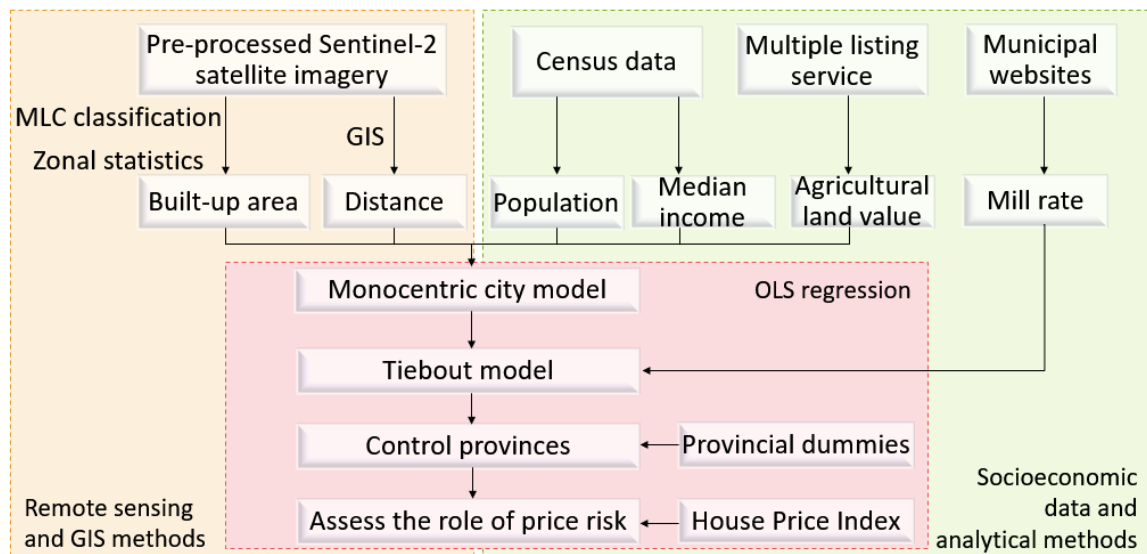 Pre-processed Sentinel-2
satellite imagery
Census data
Multiple listing
service
Municipal
websites
MLC classification
Zonal statistics
GIS
Built-up area
Distance
Population
Median
income
Agricultural
land value
Mill rate
Monocentric city model
OLS regression
Tiebout model
Control provinces
Provincial dummies
Assess the role of price risk
House Price Index
Remote sensing
and GIS methods
Socioeconomic
data and
analytical methods